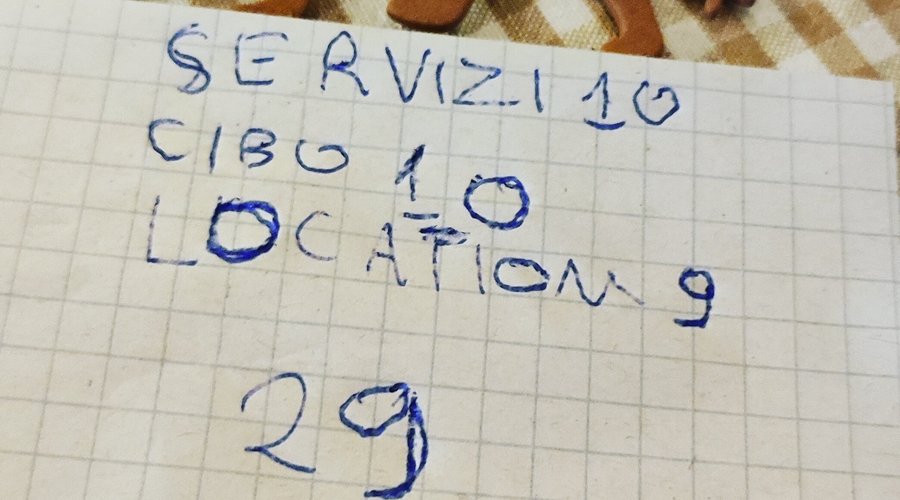 SERVIZI 10
CIBO 10
LOCATION 9
29